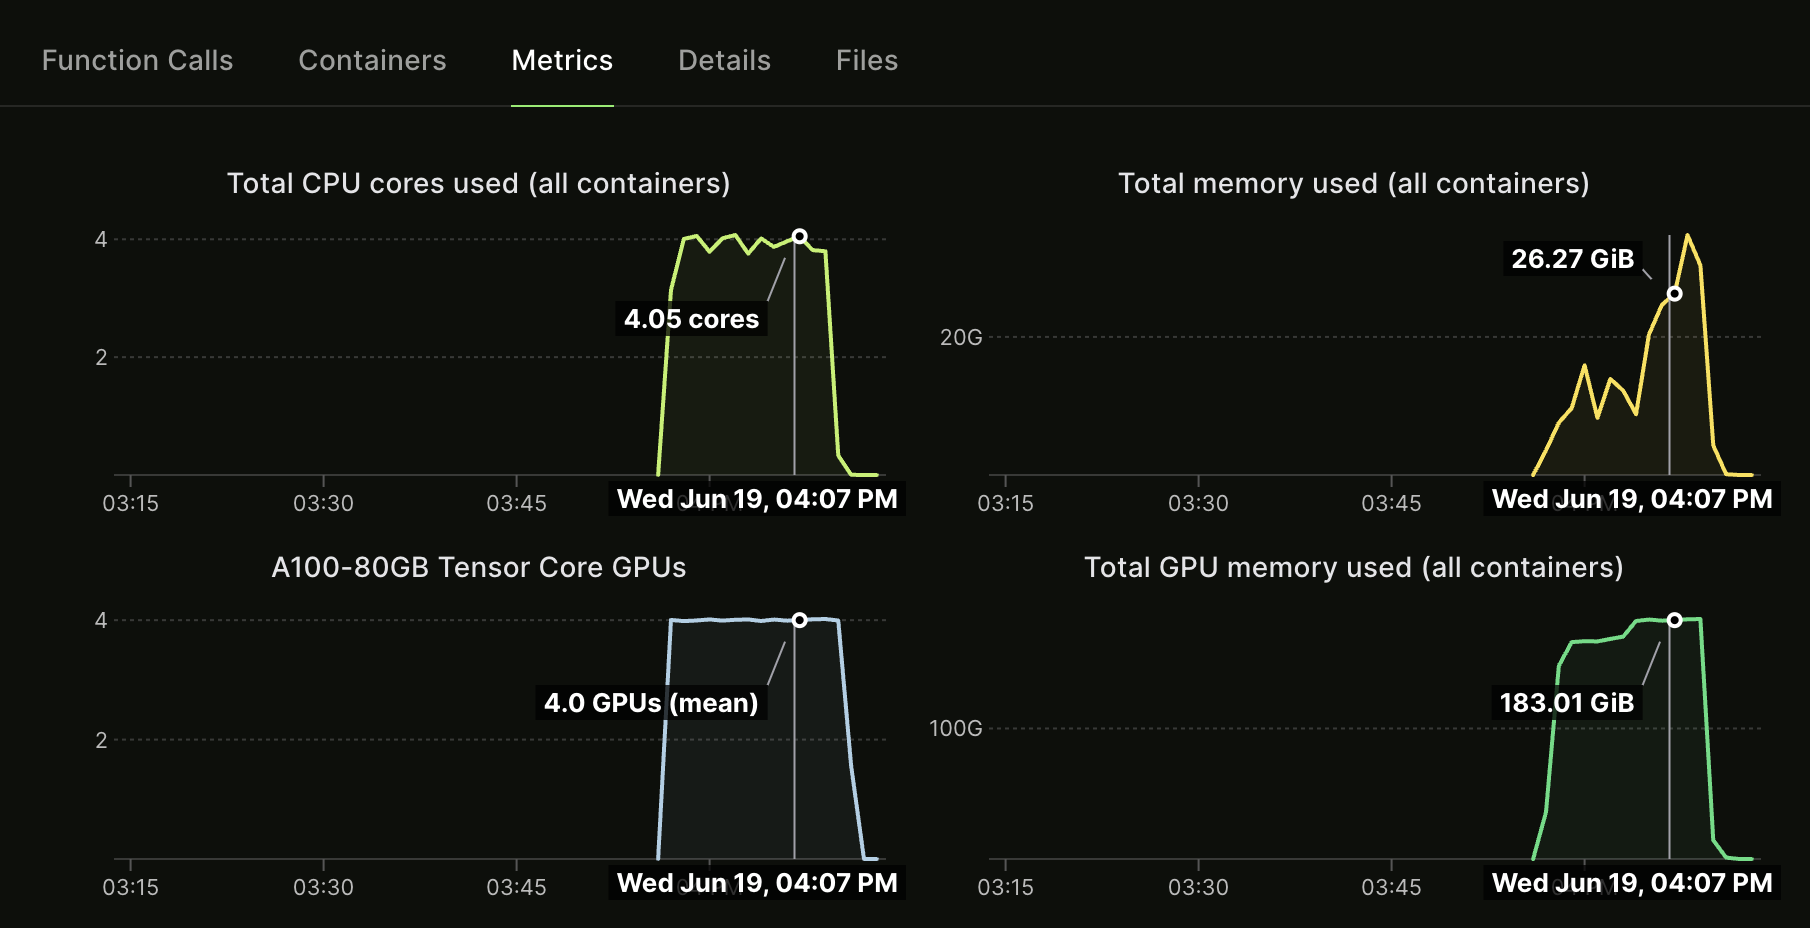 Function Calls Containers Metrics Details Files
Total CPU cores used (all containers)
4
2
4.05 cores
03:15 03:30 03:45
Wed Jun 19, 04:07 PM
Total memory used (all containers)
20G
26.27 GiB
03:15 03:30 03:45
Wed Jun 19, 04:07 PM
A100-80GB Tensor Core GPUs
4
2
4.0 GPUs (mean)
03:15 03:30 03:45
Wed Jun 19, 04:07 PM
Total GPU memory used (all containers)
100G
183.01 GiB
03:15 03:30 03:45
Wed Jun 19, 04:07 PM